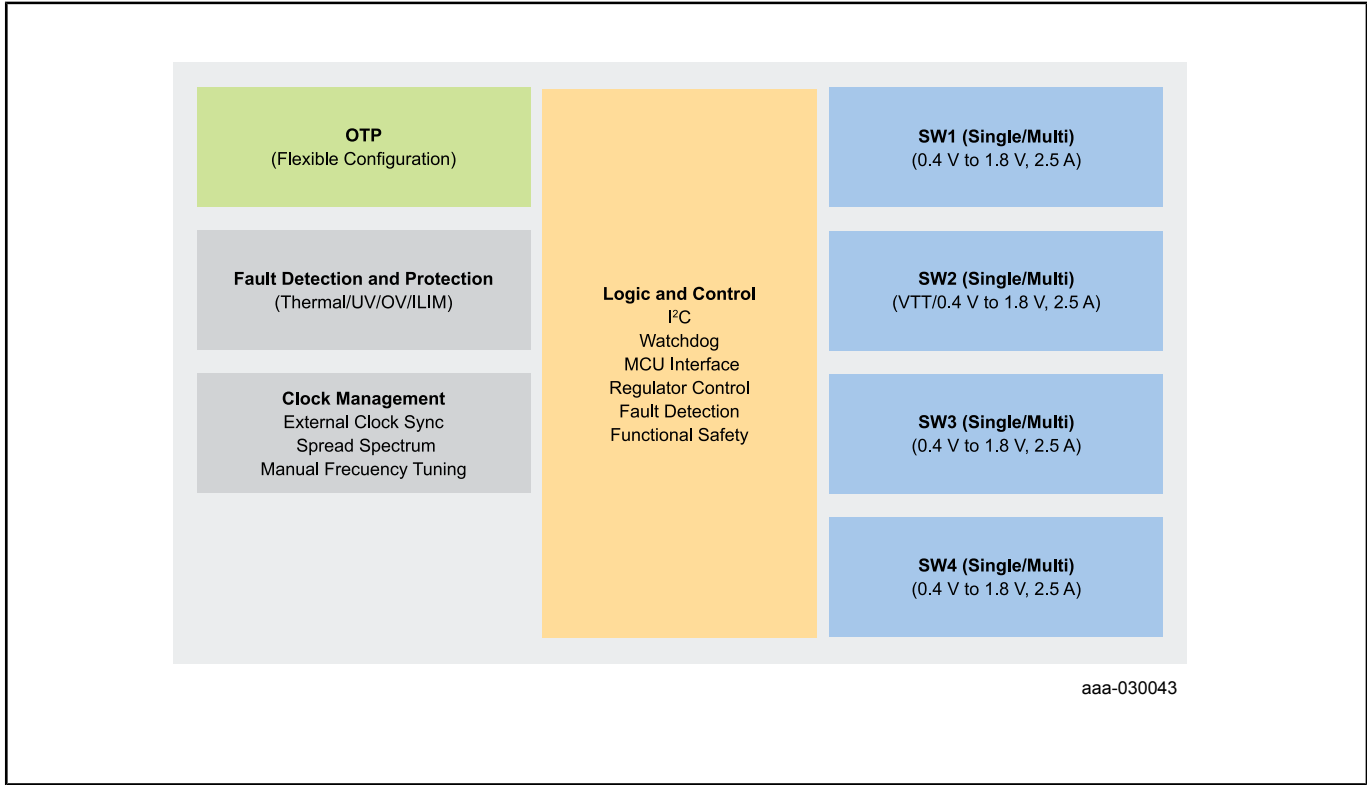 OTP
(Flexible Configuration)
Fault Detection and Protection
(Thermal/UV/OV/ILIM)
Clock Management
External Clock Sync
Spread Spectrum
Manual Frecuency Tuning
Logic and Control
I²C
Watchdog
MCU Interface
Regulator Control
Fault Detection
Functional Safety
SW1 (Single/Multi)
(0.4 V to 1.8 V, 2.5 A)
SW2 (Single/Multi)
(VTT/0.4 V to 1.8 V, 2.5 A)
SW3 (Single/Multi)
(0.4 V to 1.8 V, 2.5 A)
SW4 (Single/Multi)
(0.4 V to 1.8 V, 2.5 A)
aaa-030043